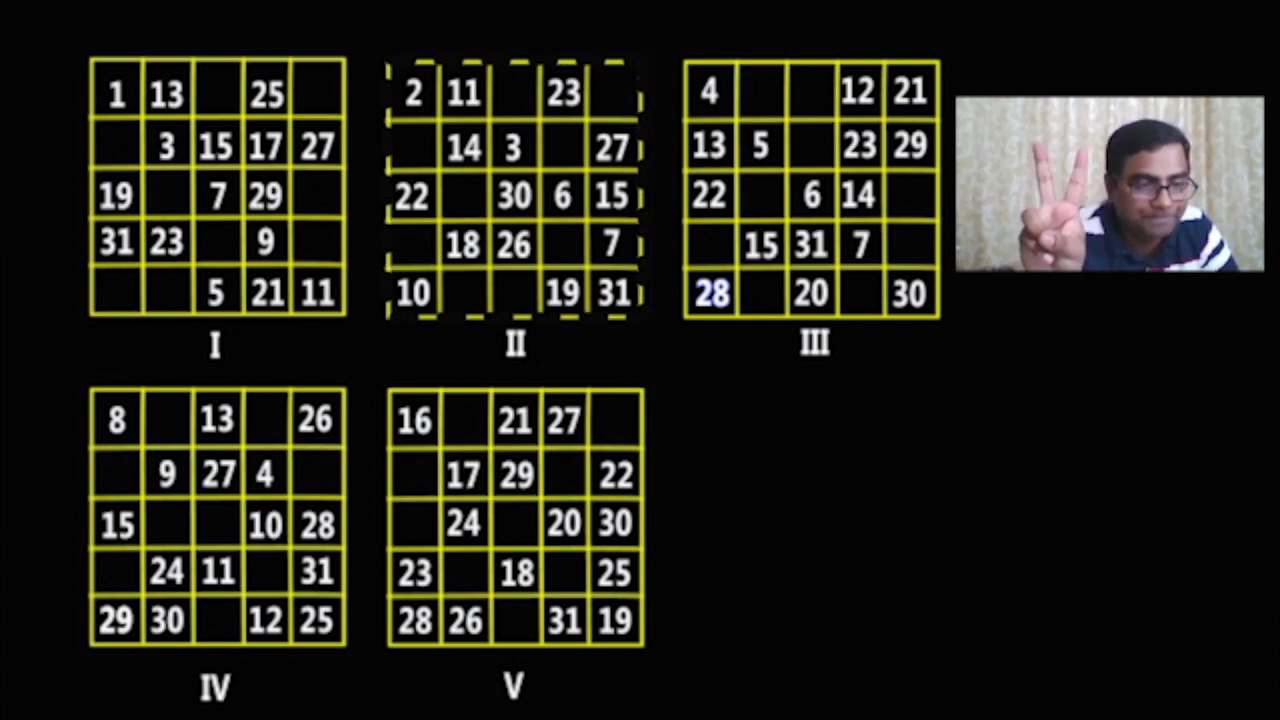 1 13 25
3 15 17 27
19 7 29
31 23 9
5 21 11
I
2 11 23
14 3 27
22 30 6 15
18 26 7
10 19 31
II
4 12 21
13 5 23 29
22 6 14
15 31 7
28 20 30
III
8 13 26
9 27 4
15 10 28
24 11 31
29 30 12 25
IV
16 21 27
17 29 22
24 20 30
23 18 25
28 26 31 19
V